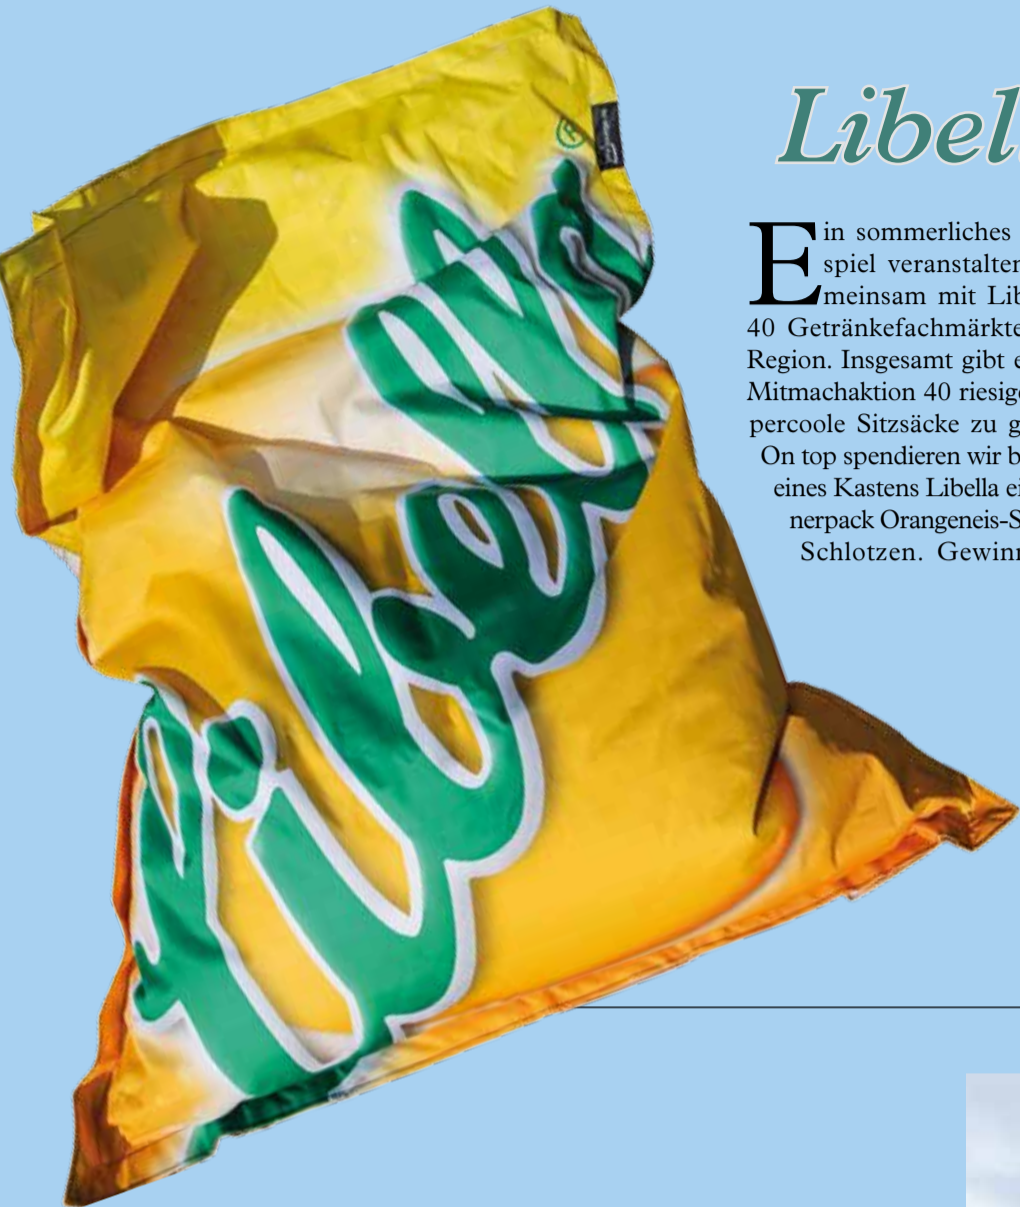 Libella
®
Libel
Ein sommerliches
spiel veranstalten
meinsam mit Lib
40 Getränkefachmärkte
Region. Insgesamt gibt e
Mitmachaktion 40 riesige
percoole Sitzsäcke zu g
On top spendieren wir b
eines Kastens Libella ei
nerpack Orangeneis-S
Schlotzen. Gewinn